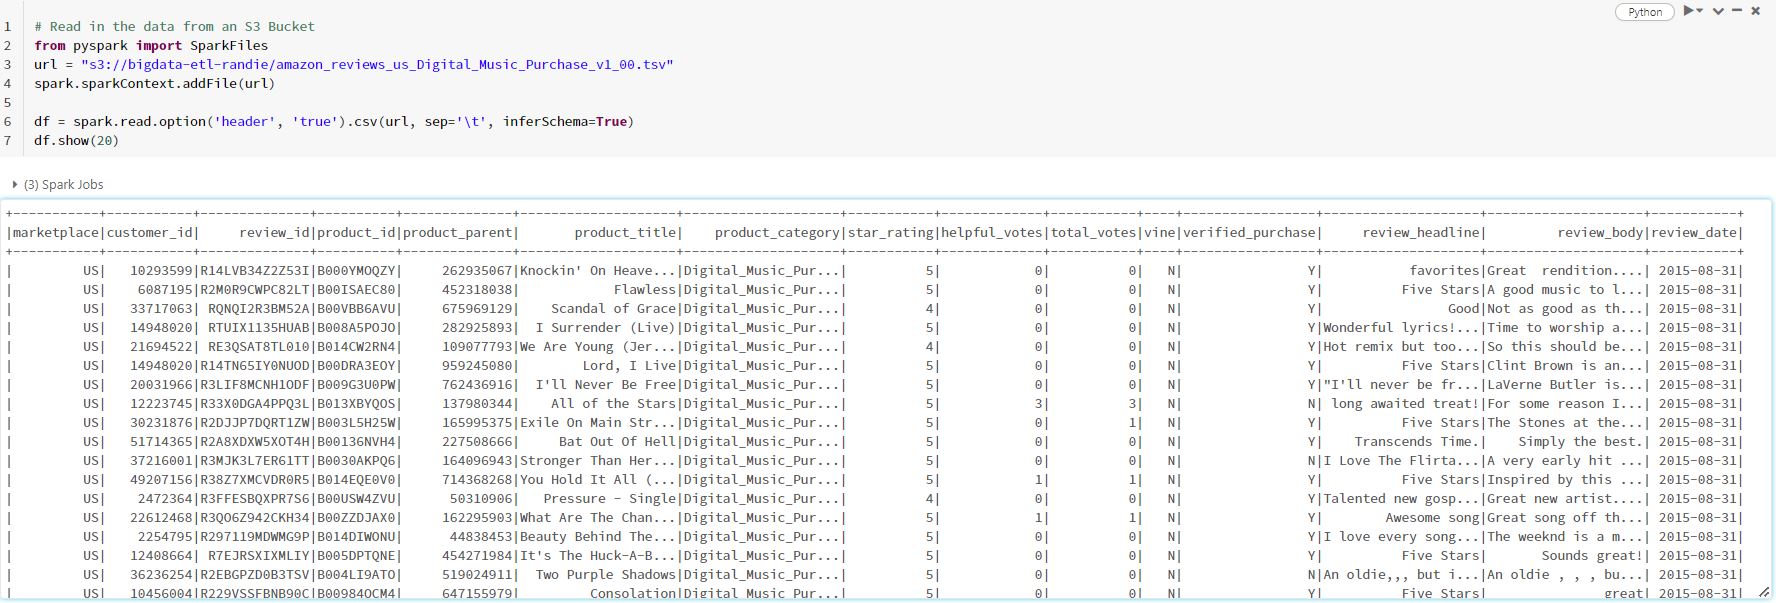 Python
1 # Read in the data from an S3 Bucket
2 from pyspark import SparkFiles
3 url = "s3://bigdata-etl-randie/amazon_reviews_us_Digital_Music_Purchase_v1_00.tsv"
4 spark.sparkContext.addFile(url)
5
6 df = spark.read.option('header', 'true').csv(url, sep='\t', inferSchema=True)
7 df.show(20)
(3) Spark Jobs
+-----------+-----------+--------------+----------+--------------+--------------------+--------------------+-----------+-------------+-----------+----+-----------------+--------------------+--------------------+-----------+
|marketplace|customer_id|     review_id|product_id|product_parent|       product_title|    product_category|star_rating|helpful_votes|total_votes|vine|verified_purchase|     review_headline|         review_body|review_date|
+-----------+-----------+--------------+----------+--------------+--------------------+--------------------+-----------+-------------+-----------+----+-----------------+--------------------+--------------------+-----------+
|         US|   10293599|R14LVB34Z2Z53I|B000YMOQZY|     262935067|Knockin' On Heave...|Digital_Music_Pur...|          5|            0|          0|   N|                Y|           favorites|Great  rendition....| 2015-08-31|
|         US|    6087195|R2M0R9CWPC82LT|B00ISAEC80|     452318038|            Flawless|Digital_Music_Pur...|          5|            0|          0|   N|                Y|          Five Stars|A good music to l...| 2015-08-31|
|         US|   33717063| RQNQI2R3BM52A|B00VBB6AVU|     675969129|   Scandal of Grace|Digital_Music_Pur...|          4|            0|          0|   N|                Y|                Good|Not as good as th...| 2015-08-31|
|         US|   14948020| RTUIX1135HUAB|B008A5POJO|     282925893|  I Surrender (Live)|Digital_Music_Pur...|          5|            0|          0|   N|                Y|Wonderful lyrics!...|Time to worship a...| 2015-08-31|
|         US|   21694522| RE3QSAT8TL010|B014CW2RN4|     109077793|We Are Young (Jer...|Digital_Music_Pur...|          4|            0|          0|   N|                Y|Hot remix but too...|So this should be...| 2015-08-31|
|         US|   14948020|R14TN65IY0NUOD|B00DRA3EOY|     959245080|        Lord, I Live|Digital_Music_Pur...|          5|            0|          0|   N|                Y|          Five Stars|Clint Brown is an...| 2015-08-31|
|         US|   20031966|R3LIF8MCNH1ODF|B009G3U0PW|     762436916|  I'll Never Be Free|Digital_Music_Pur...|          5|            0|          0|   N|                Y|"I'll never be fr...|LaVerne Butler is...| 2015-08-31|
|         US|   12223745|R33X0DGA4PPQ3L|B013XBYQOS|     137980344|    All of the Stars|Digital_Music_Pur...|          5|            3|          3|   N|                N| long awaited treat!|For some reason I...| 2015-08-31|
|         US|   30231876|R2DJJP7DQRT1ZW|B003L5H25W|     165995375|Exile On Main Str...|Digital_Music_Pur...|          5|            0|          1|   N|                Y|          Five Stars|The Stones at the...| 2015-08-31|
|         US|   51714365|R2A8XDXW5XOT4H|B00136NVH4|     227508666|     Bat Out Of Hell|Digital_Music_Pur...|          5|            0|          0|   N|                Y|    Transcends Time.|    Simply the best.| 2015-08-31|
|         US|   37216001|R3MJK3L7ER61TT|B0030AKPQ6|     164096943|Stronger Than Her...|Digital_Music_Pur...|          5|            0|          0|   N|                N|I Love The Flirta...|A very early hit ...| 2015-08-31|
|         US|   49207156|R38Z7XMCVDR0R5|B014EQE0V0|     714368268|You Hold It All (...|Digital_Music_Pur...|          5|            1|          1|   N|                Y|          Five Stars|Inspired by this ...| 2015-08-31|
|         US|    2472364|R3FFESBQXPR7S6|B00USW4ZVU|      50310906|   Pressure - Single|Digital_Music_Pur...|          4|            0|          0|   N|                Y|Talented new gosp...|Great new artist....| 2015-08-31|
|         US|   22612468|R3QO6Z942CKH34|B00ZZDJAX0|     162295903|What Are The Chan...|Digital_Music_Pur...|          5|            1|          1|   N|                Y|        Awesome song|Great song off th...| 2015-08-31|
|         US|    2254795|R297119MDWMG9P|B014DIWONU|      44838453|Beauty Behind The...|Digital_Music_Pur...|          5|            0|          0|   N|                Y|I love every song...|The weeknd is a m...| 2015-08-31|
|         US|   12408664| R7EJRSXIXMLIY|B005DPTQNE|     454271984|It's The Huck-A-B...|Digital_Music_Pur...|          5|            0|          0|   N|                Y|          Five Stars|       Sounds great!| 2015-08-31|
|         US|   36236254|R2EBGPZD0B3TSV|B004LI9ATO|     519024911|  Two Purple Shadows|Digital_Music_Pur...|          5|            0|          0|   N|                N|An oldie,,, but i...|An oldie , , , bu...| 2015-08-31|
|         US|   10456004|R229VSSFBNB90C|B00984OCM4|     647155979|         Consolation|Digital_Music_Pur...|          5|            0|          0|   N|                Y|          Five Stars|               great| 2015-08-31|